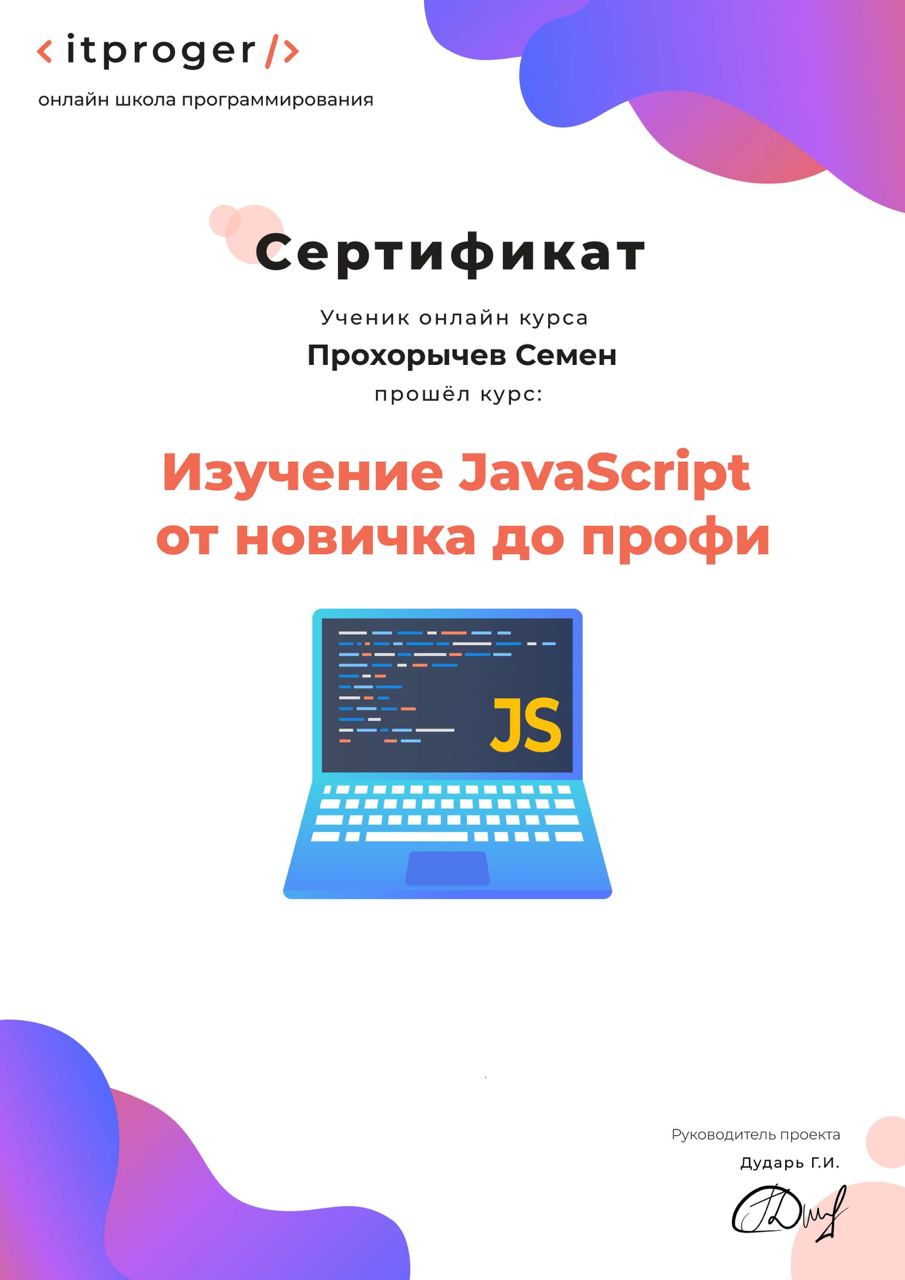 < itproger />
онлайн школа программирования
Сертификат
Ученик онлайн курса
Прохорычев Семен
прошёл курс:
Изучение JavaScript
от новичка до профи
JS
Руководитель проекта
Дударь Г.И.